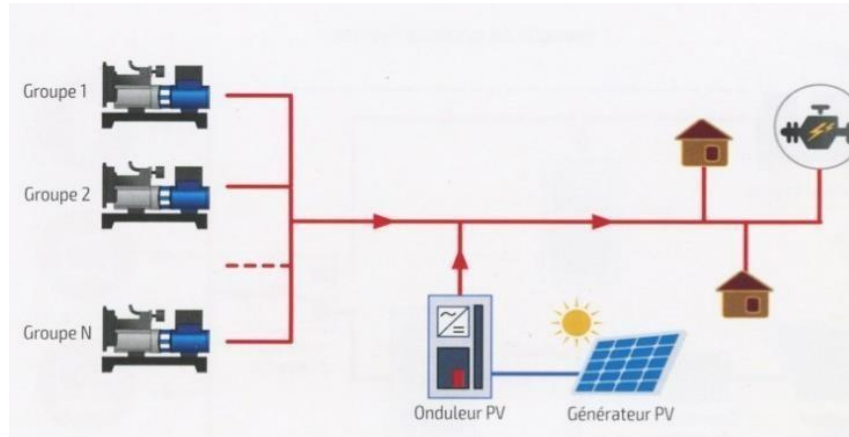 Groupe 1
Groupe 2
Groupe N
Onduleur PV
Générateur PV